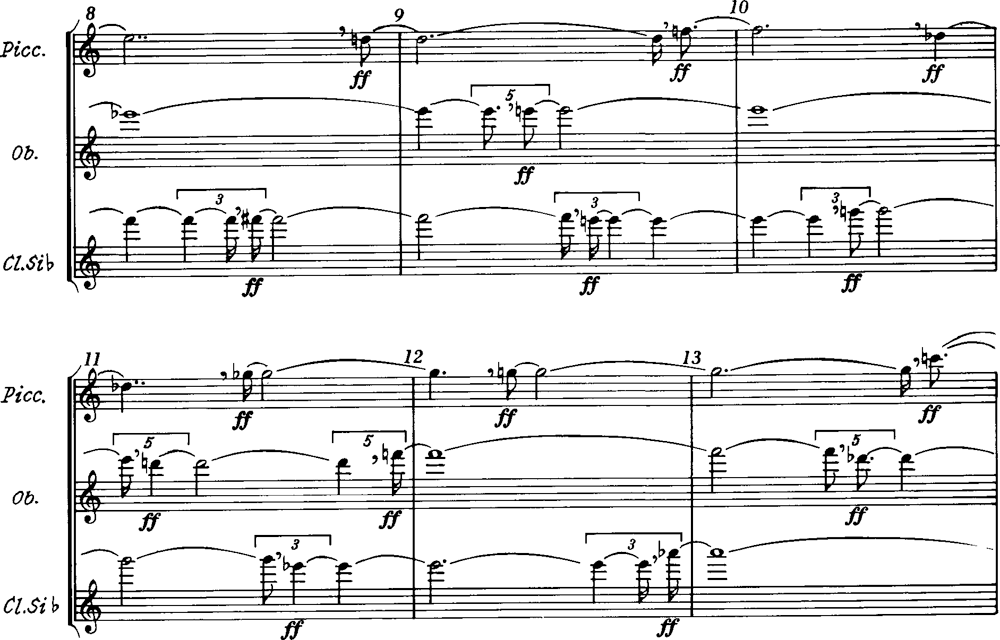 8 9 10
Picc. ff ff ff
5
Ob. ff
3 3 3
Cl.Si♭ ff ff ff
11 12 13
Picc. ff ff ff
5 5 5
Ob. ff ff ff
3 3
Cl.Si♭ ff ff